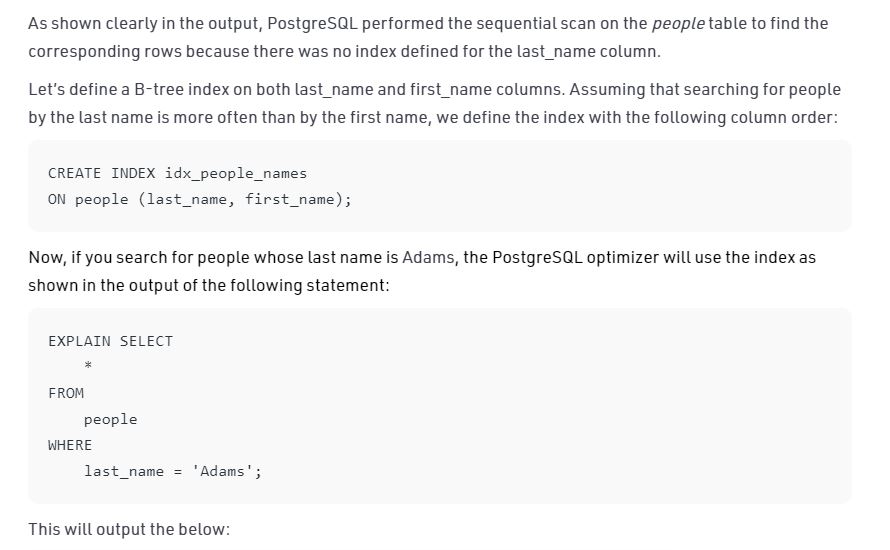 As shown clearly in the output, PostgreSQL performed the sequential scan on the people table to find the
corresponding rows because there was no index defined for the last_name column.
Let’s define a B-tree index on both last_name and first_name columns. Assuming that searching for people
by the last name is more often than by the first name, we define the index with the following column order:
CREATE INDEX idx_people_names
ON people (last_name, first_name);
Now, if you search for people whose last name is Adams, the PostgreSQL optimizer will use the index as
shown in the output of the following statement:
EXPLAIN SELECT
    *
FROM
    people
WHERE
    last_name = 'Adams';
This will output the below: